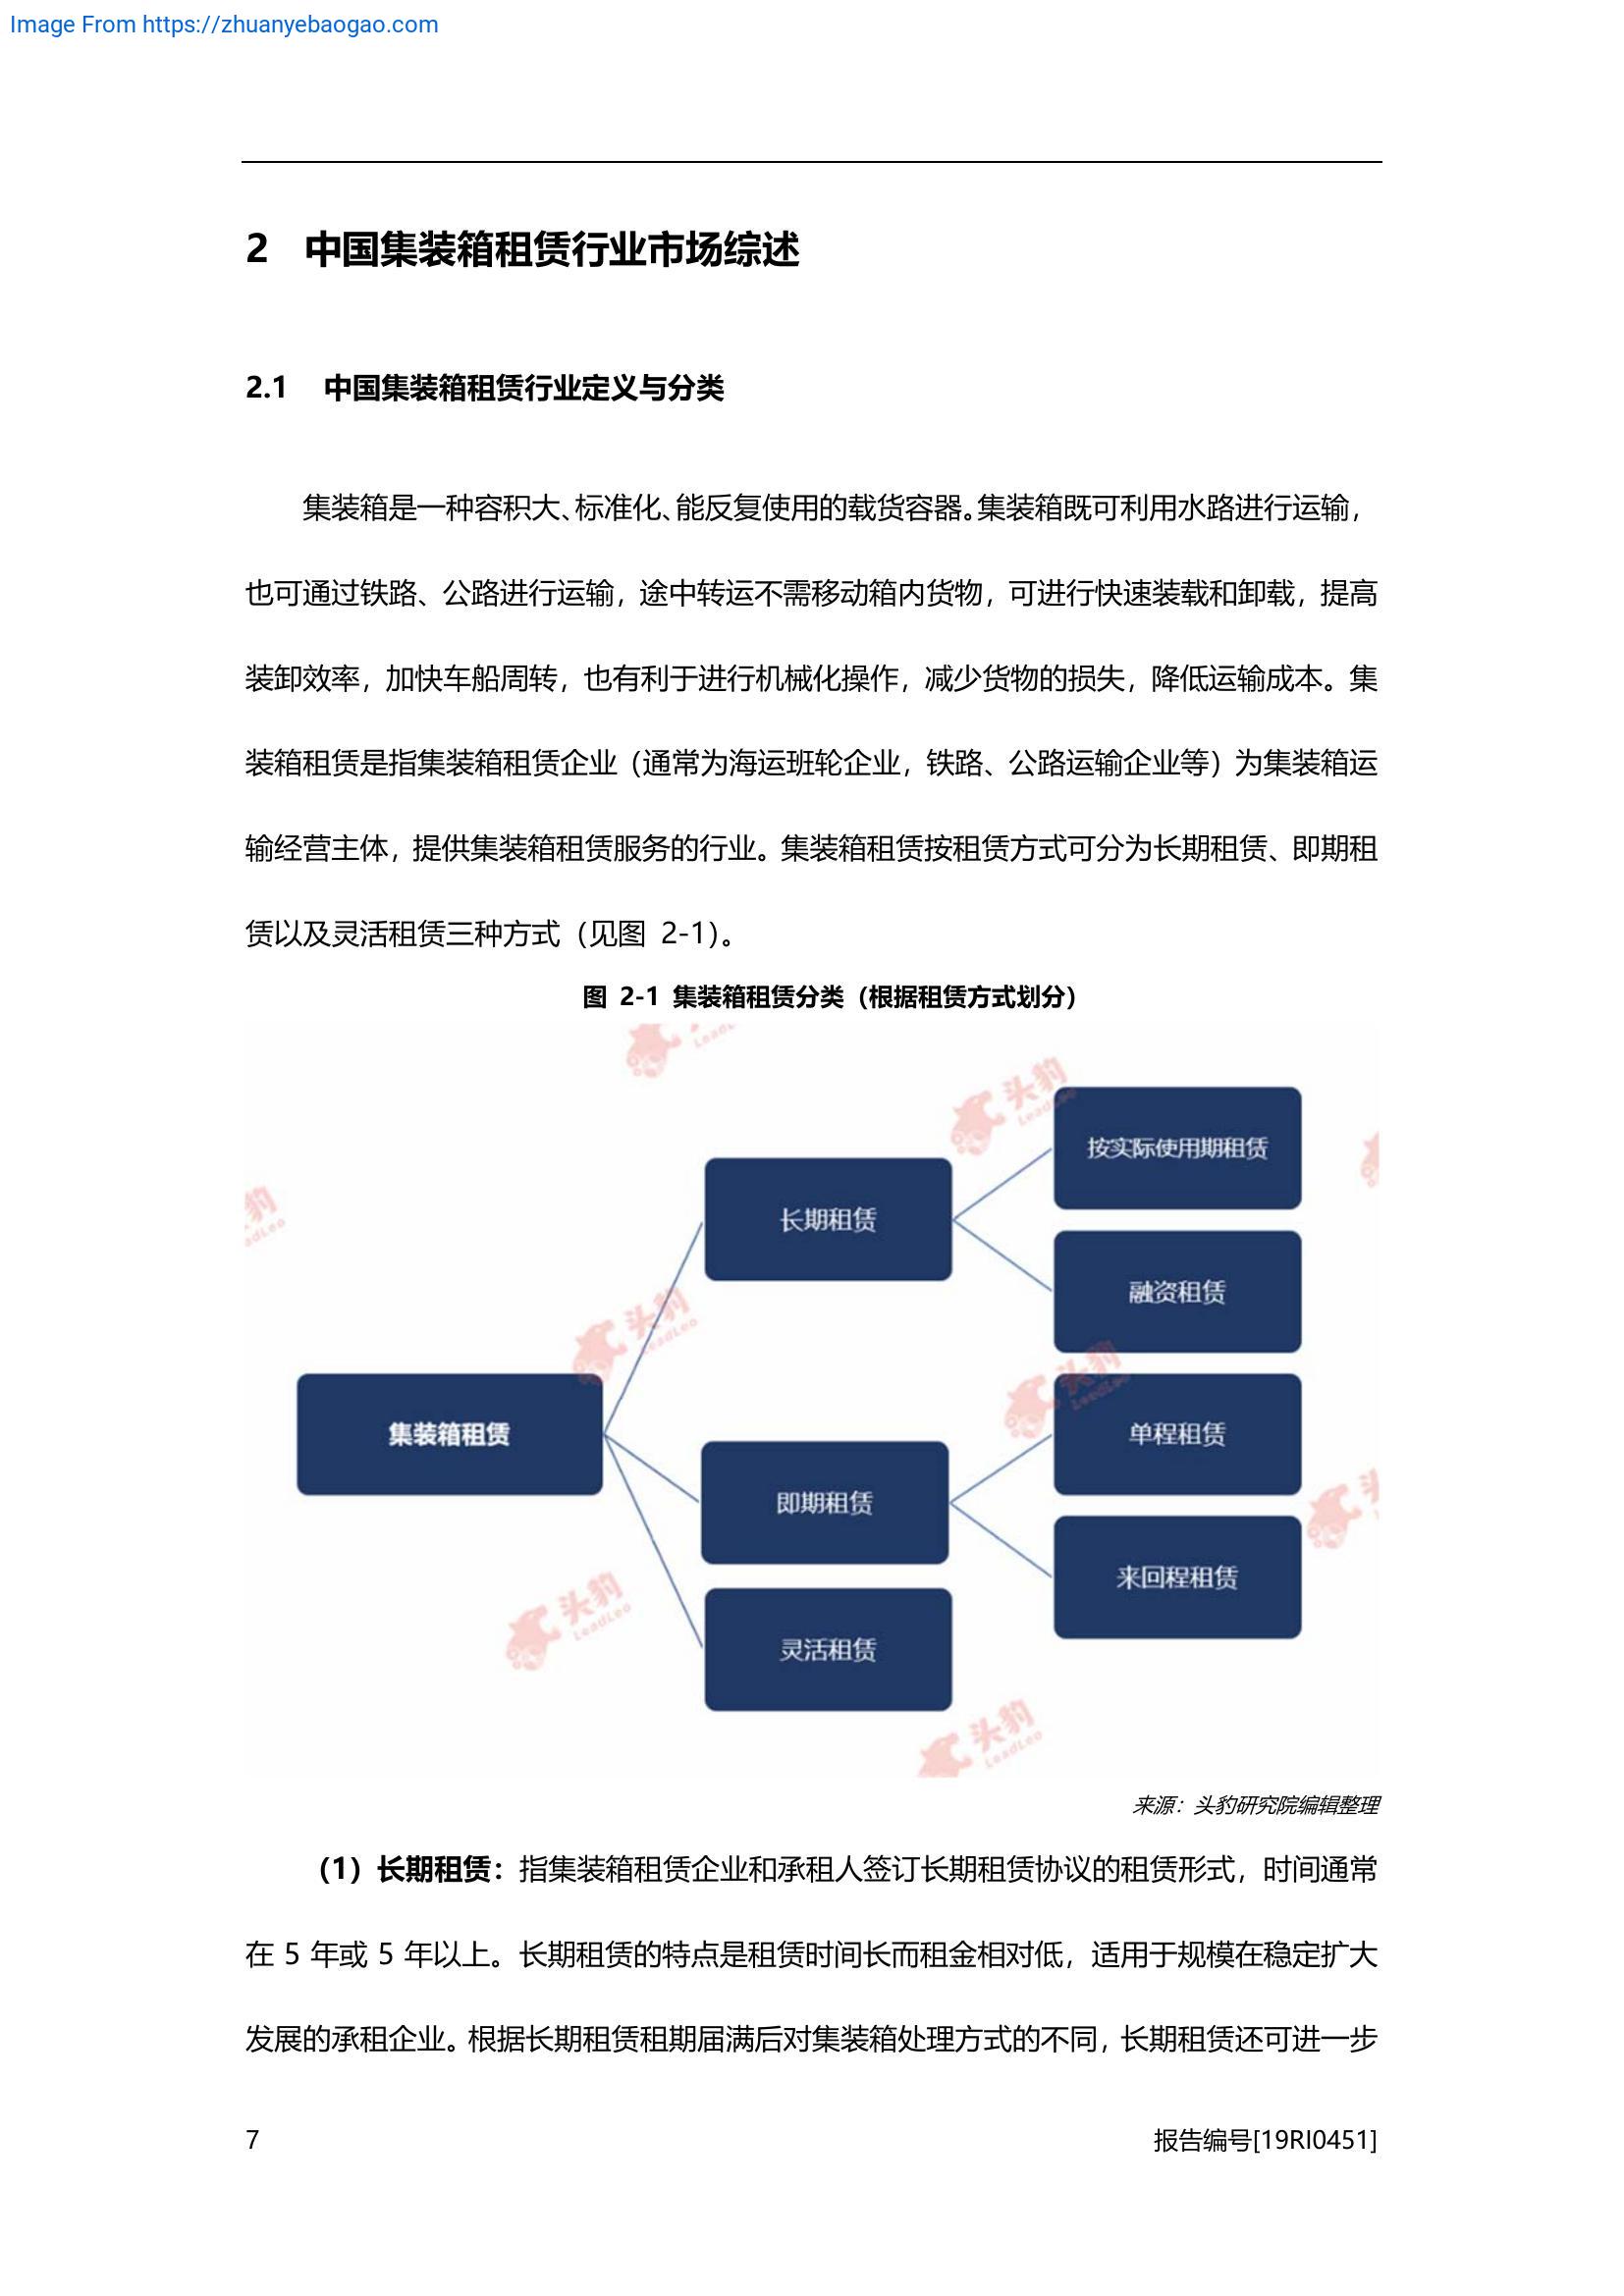 Image From https://zhuanyebaogao.com
2 中国集装箱租赁行业市场综述
2.1 中国集装箱租赁行业定义与分类
集装箱是一种容积大、标准化、能反复使用的载货容器。集装箱既可利用水路进行运输，
也可通过铁路、公路进行运输，途中转运不需移动箱内货物，可进行快速装载和卸载，提高
装卸效率，加快车船周转，也有利于进行机械化操作，减少货物的损失，降低运输成本。集
装箱租赁是指集装箱租赁企业（通常为海运班轮企业，铁路、公路运输企业等）为集装箱运
输经营主体，提供集装箱租赁服务的行业。集装箱租赁按租赁方式可分为长期租赁、即期租
赁以及灵活租赁三种方式（见图 2-1）。
图 2-1 集装箱租赁分类（根据租赁方式划分）
按实际使用期租赁
长期租赁
融资租赁
集装箱租赁
单程租赁
即期租赁
来回程租赁
灵活租赁
头豹
LeadLeo
头豹
LeadLeo
头豹
LeadLeo
头豹
LeadLeo
头豹
LeadLeo
来源：头豹研究院编辑整理
（1）长期租赁：指集装箱租赁企业和承租人签订长期租赁协议的租赁形式，时间通常
在 5 年或 5 年以上。长期租赁的特点是租赁时间长而租金相对低，适用于规模在稳定扩大
发展的承租企业。根据长期租赁租期届满后对集装箱处理方式的不同，长期租赁还可进一步
7
报告编号[19RI0451]